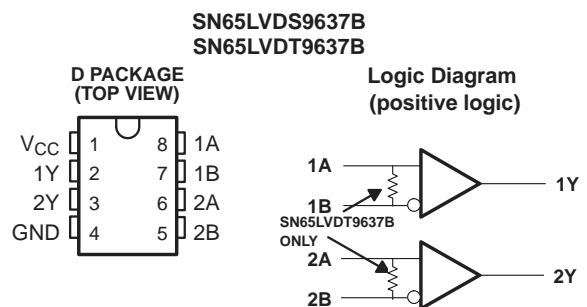 SN65LVDS9637B
SN65LVDT9637B
D PACKAGE
(TOP VIEW)
VCC 1 8 1A
1Y 2 7 1B
2Y 3 6 2A
GND 4 5 2B
Logic Diagram
(positive logic)
1A
1Y
1B
SN65LVDT9637B
ONLY
2A
2Y
2B